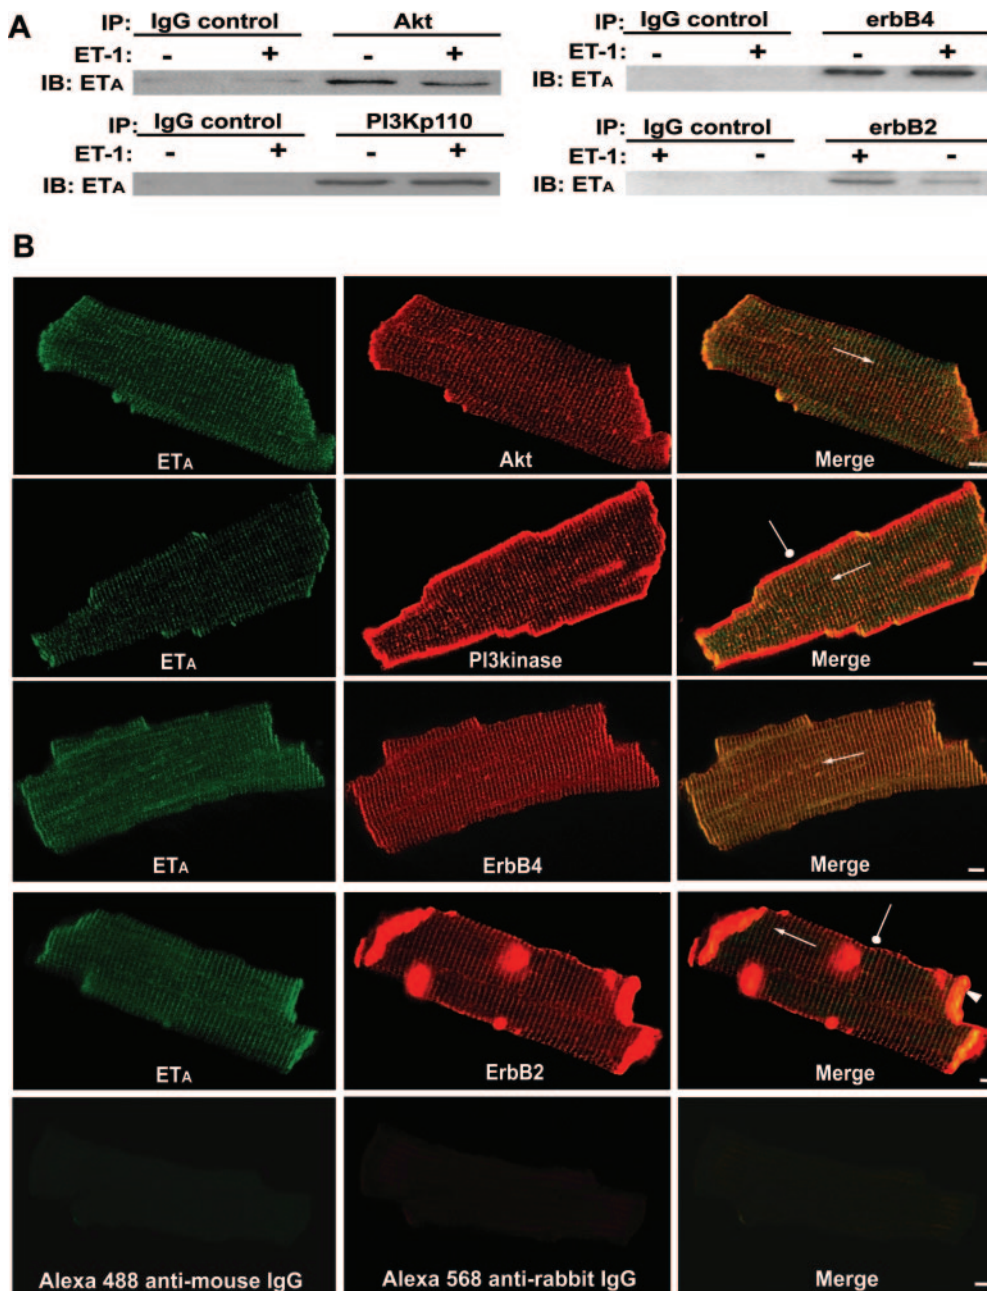 A
IP: IgG control Akt
ET-1: - + - +
IB: ETA
IP: IgG control PI3Kp110
ET-1: - + - +
IB: ETA
IP: IgG control erbB4
ET-1: - + - +
IB: ETA
IP: IgG control erbB2
ET-1: + - + -
IB: ETA
B
ETA Akt Merge
ETA PI3kinase Merge
ETA ErbB4 Merge
ETA ErbB2 Merge
Alexa 488 anti-mouse IgG Alexa 568 anti-rabbit IgG Merge